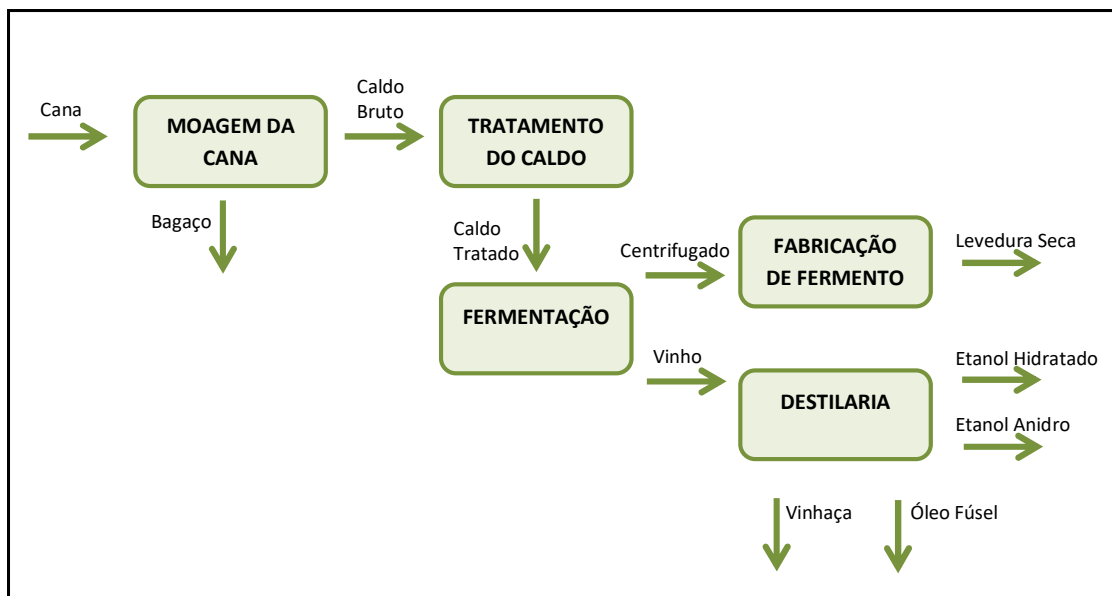 Cana
MOAGEM DA
CANA
Caldo
Bruto
TRATAMENTO
DO CALDO
Bagaço
Caldo
Tratado
Centrifugado
FABRICAÇÃO
DE FERMENTO
Levedura Seca
FERMENTAÇÃO
Vinho
DESTILARIA
Etanol Hidratado
Etanol Anidro
Vinhaça
Óleo Fúsel